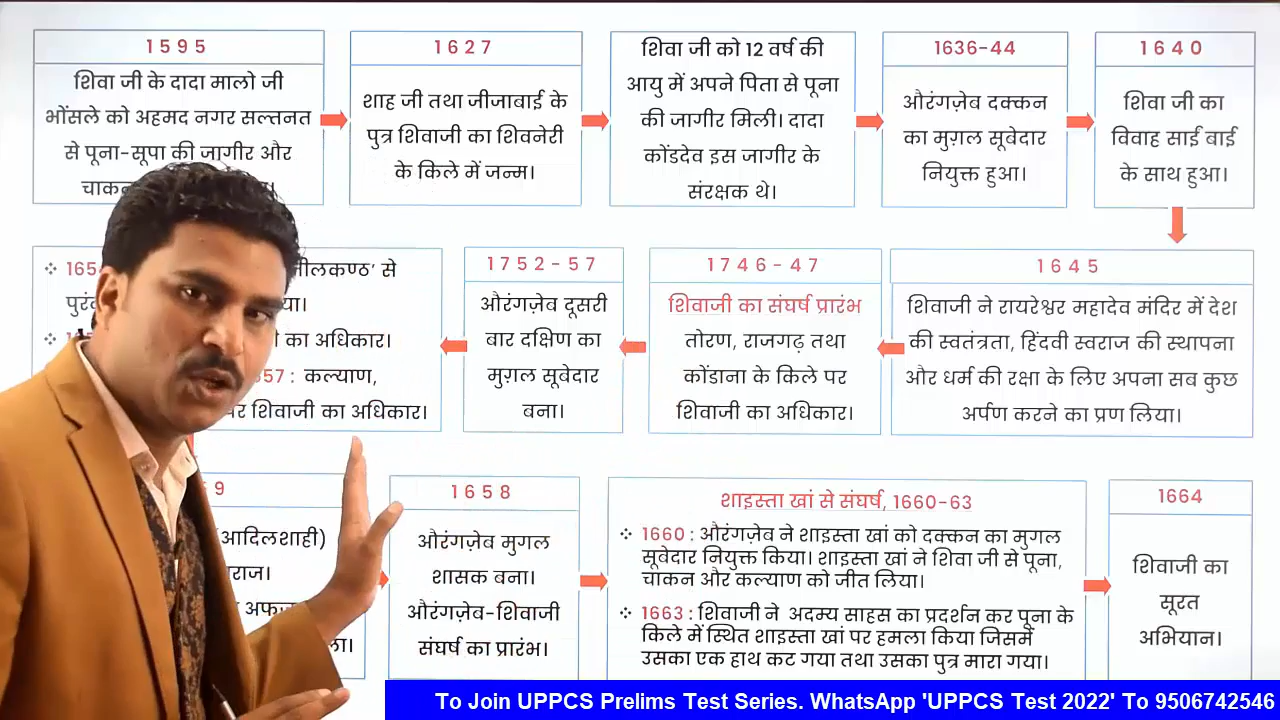 1595
शिवा जी के दादा मालो जी
भोंसले को अहमद नगर सल्तनत
से पूना-सूपा की जागीर और
1627
शाह जी तथा जीजाबाई के
पुत्र शिवाजी का शिवनेरी
के किले में जन्म।
शिवा जी को 12 वर्ष की
आयु में अपने पिता से पूना
की जागीर मिली। दादा
कोंडदेव इस जागीर के
संरक्षक थे।
1636-44
औरंगज़ेब दक्कन
का मुग़ल सूबेदार
नियुक्त हुआ।
1640
शिवा जी का
विवाह साई बाई
के साथ हुआ।
1645
शिवाजी ने रायरेश्वर महादेव मंदिर में देश
की स्वतंत्रता, हिंदवी स्वराज की स्थापना
और धर्म की रक्षा के लिए अपना सब कुछ
अर्पण करने का प्रण लिया।
1746-47
शिवाजी का संघर्ष प्रारंभ
तोरण, राजगढ़ तथा
कोंडाना के किले पर
शिवाजी का अधिकार।
1752-57
औरंगज़ेब दूसरी
बार दक्षिण का
मुग़ल सूबेदार
बना।
से
का अधिकार।
कल्याण,
पर शिवाजी का अधिकार।
9
(आदिलशाही)
1658
औरंगज़ेब मुगल
शासक बना।
औरंगज़ेब-शिवाजी
संघर्ष का प्रारंभ।
शाइस्ता खां से संघर्ष, 1660-63
❖ 1660 : औरंगज़ेब ने शाइस्ता खां को दक्कन का मुगल
सूबेदार नियुक्त किया। शाइस्ता खां ने शिवा जी से पूना,
चाकन और कल्याण को जीत लिया।
❖ 1663 : शिवाजी ने अदम्य साहस का प्रदर्शन कर पूना के
किले में स्थित शाइस्ता खां पर हमला किया जिसमें
उसका एक हाथ कट गया तथा उसका पुत्र मारा गया।
1664
शिवाजी का
सूरत
अभियान।
To Join UPPCS Prelims Test Series. WhatsApp 'UPPCS Test 2022' To 9506742546